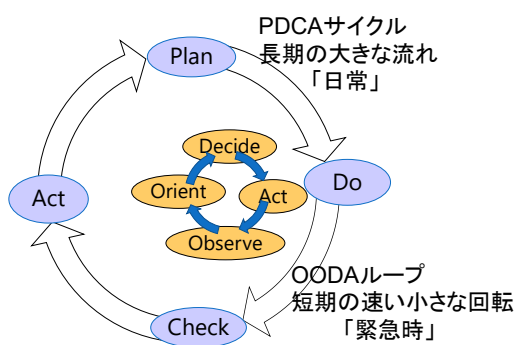 PDCAサイクル
長期の大きな流れ
「日常」
Plan
Decide
Orient
Act
Do
Act
Observe
OODAループ
短期の速い小さな回転
「緊急時」
Check